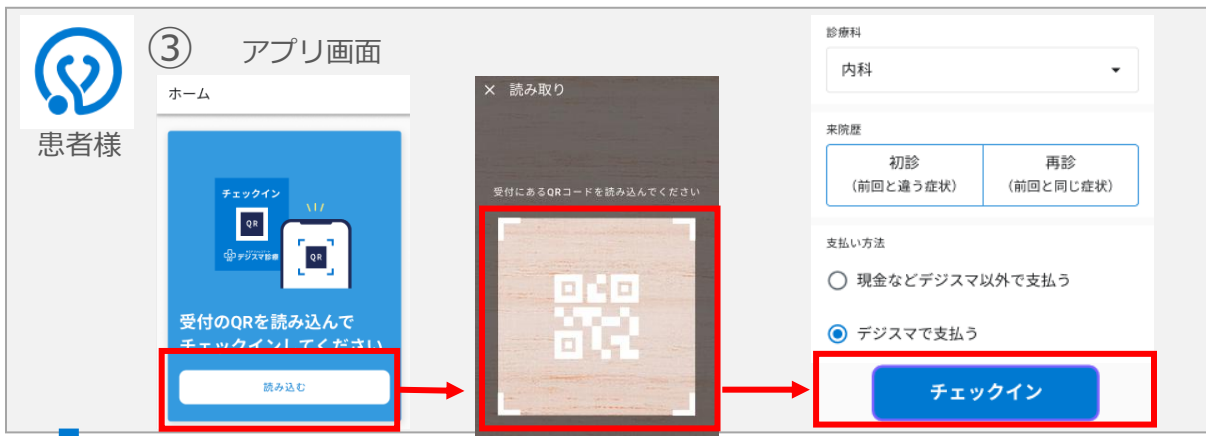 ③ アプリ画面
患者様
ホーム
チェックイン
QR
デジスマ診療
QR
受付のQRを読み込んで
チェックインしてください
読み込む
× 読み取り
受付にあるQRコードを読み込んでください
診療科
内科
来院歴
初診
(前回と違う症状)
再診
(前回と同じ症状)
支払い方法
現金などデジスマ以外で支払う
デジスマで支払う
チェックイン